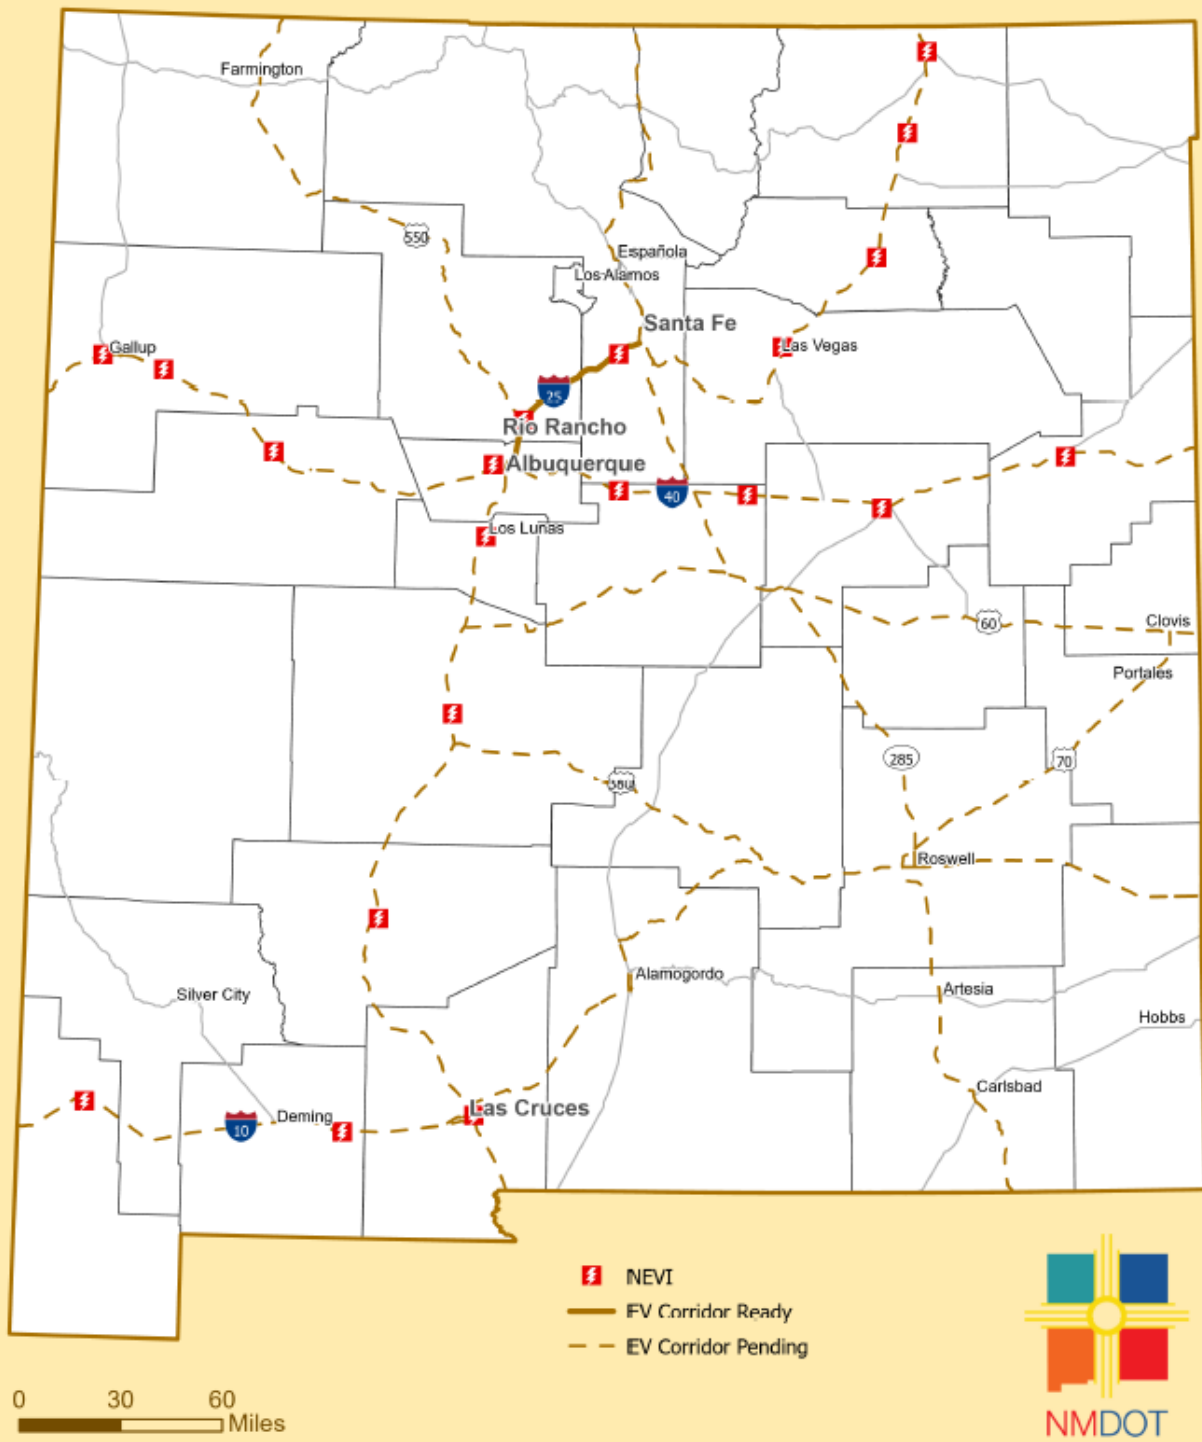 Farmington
550
Española
Los Alamos
Santa Fe
Gallup
Las Vegas
25
Rio Rancho
Albuquerque
40
Los Lunas
60
Clovis
Portales
285
70
380
Roswell
Alamogordo
Silver City
Artesia
Hobbs
Carlsbad
Las Cruces
Deming
10
NEVI
EV Corridor Ready
EV Corridor Pending
0 30 60
Miles
NMDOT